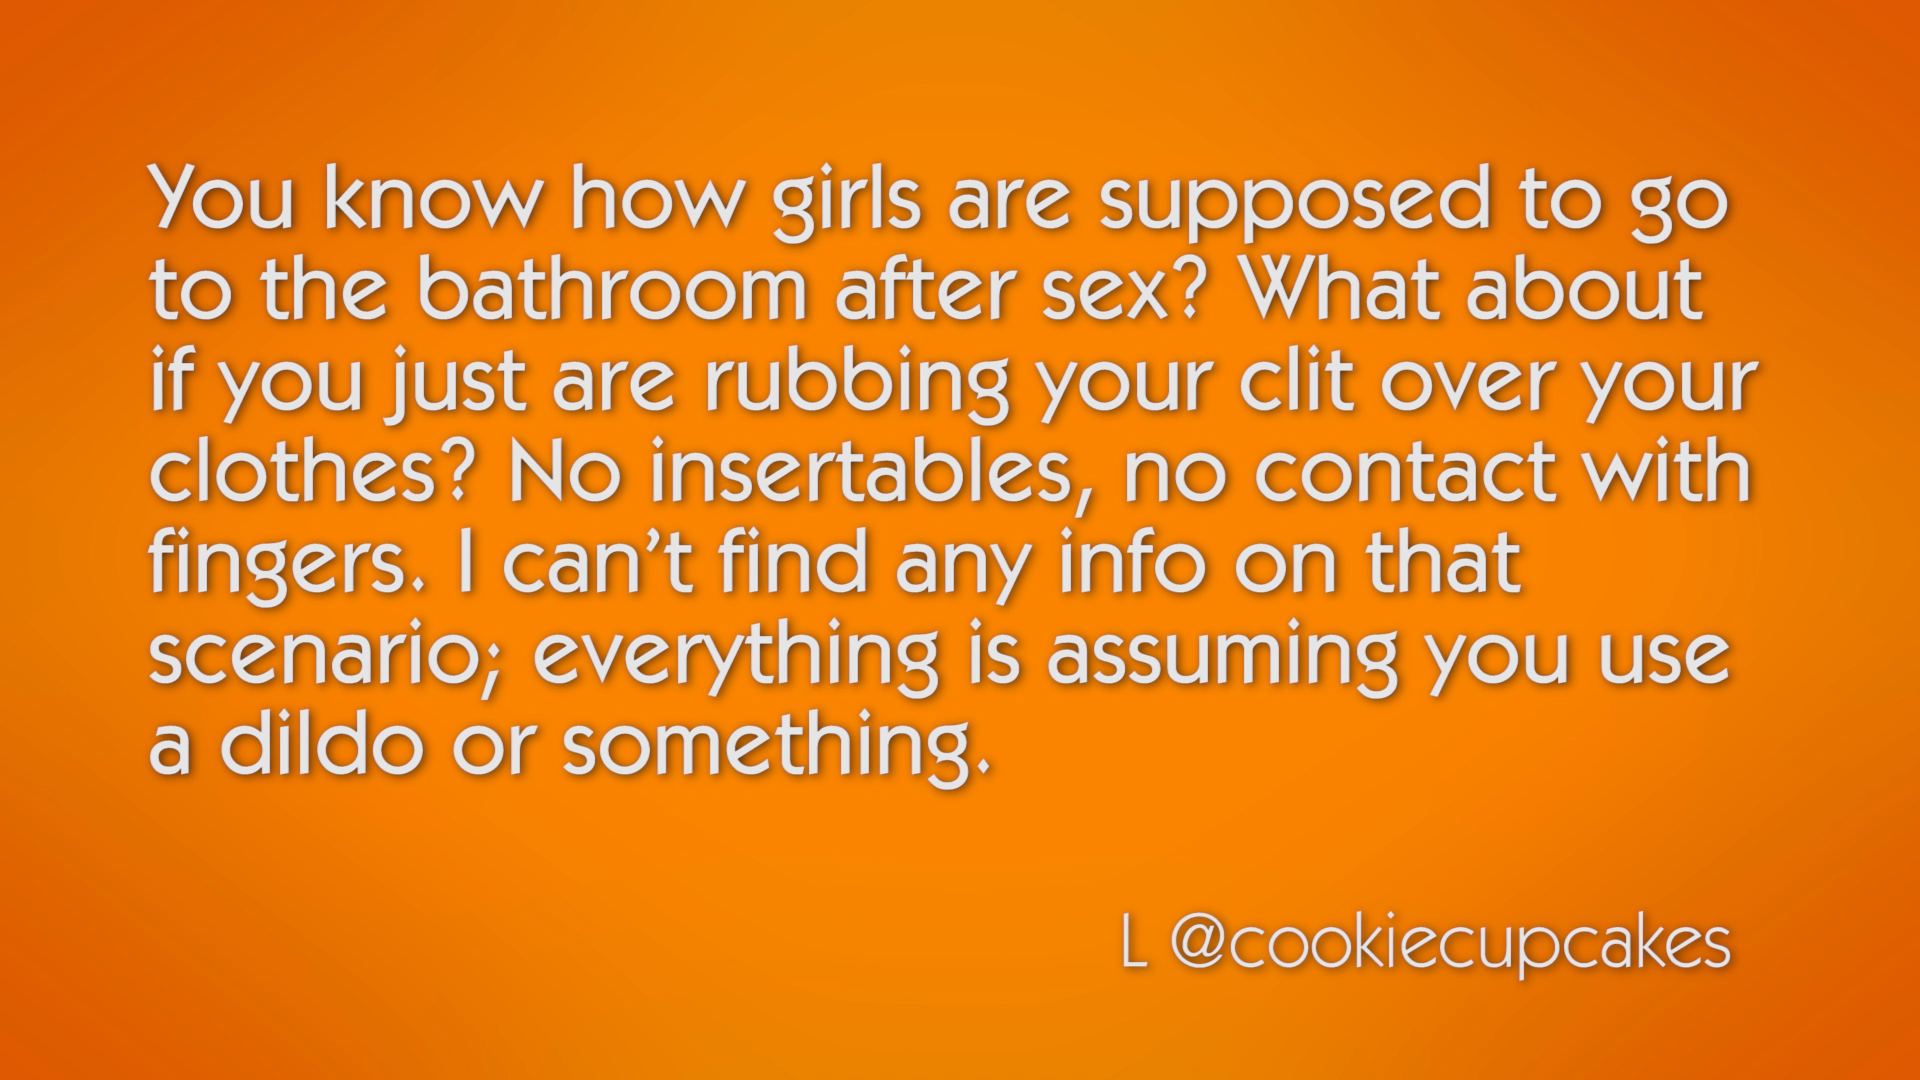 You know how girls are supposed to go
to the bathroom after sex? What about
if you just are rubbing your clit over your
clothes? No insertables, no contact with
fingers. I can’t find any info on that
scenario; everything is assuming you use
a dildo or something.
L @cookiecupcakes